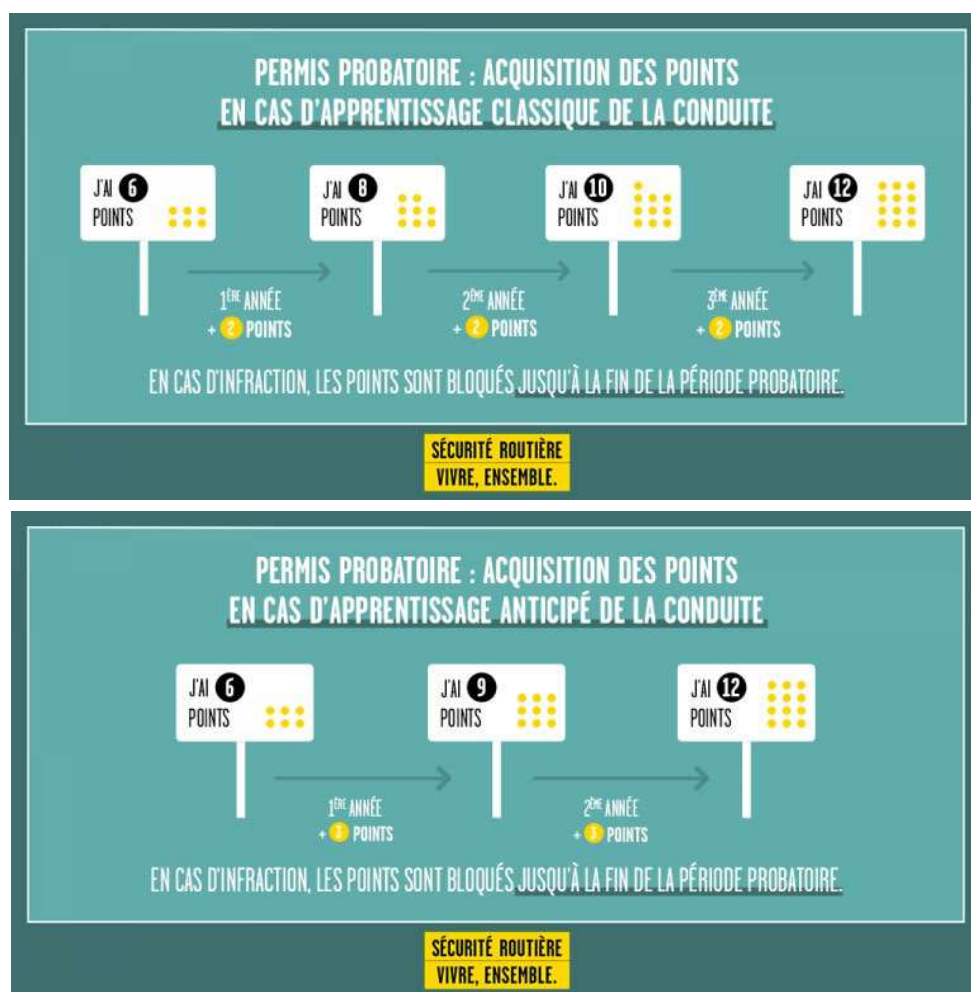 PERMIS PROBATOIRE : ACQUISITION DES POINTS
EN CAS D'APPRENTISSAGE CLASSIQUE DE LA CONDUITE
J'AI 6
POINTS
J'AI 8
POINTS
J'AI 10
POINTS
J'AI 12
POINTS
1ÈRE ANNÉE
+ 2 POINTS
2ÈME ANNÉE
+ 2 POINTS
3ÈME ANNÉE
+ 2 POINTS
EN CAS D'INFRACTION, LES POINTS SONT BLOQUÉS JUSQU'À LA FIN DE LA PÉRIODE PROBATOIRE.
SÉCURITÉ ROUTIÈRE
VIVRE, ENSEMBLE.
PERMIS PROBATOIRE : ACQUISITION DES POINTS
EN CAS D'APPRENTISSAGE ANTICIPÉ DE LA CONDUITE
J'AI 6
POINTS
J'AI 9
POINTS
J'AI 12
POINTS
1ÈRE ANNÉE
+ 3 POINTS
2ÈME ANNÉE
+ 3 POINTS
EN CAS D'INFRACTION, LES POINTS SONT BLOQUÉS JUSQU'À LA FIN DE LA PÉRIODE PROBATOIRE.
SÉCURITÉ ROUTIÈRE
VIVRE, ENSEMBLE.